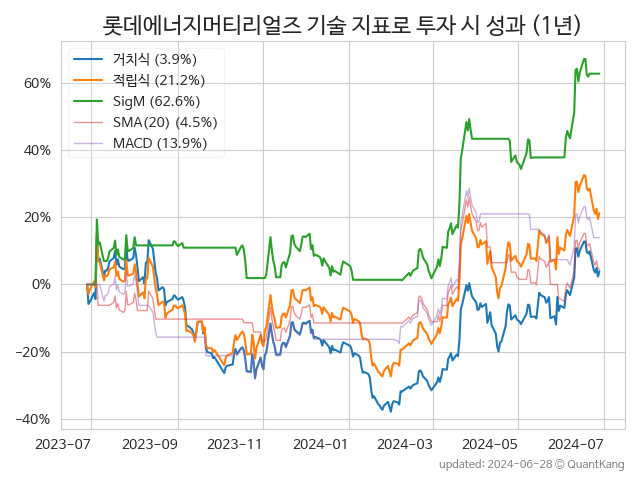 롯데에너지머티리얼즈 기술 지표로 투자 시 성과 (1년)
거치식 (3.9%)
적립식 (21.2%)
SigM (62.6%)
SMA(20) (4.5%)
MACD (13.9%)
60%
40%
20%
0%
−20%
−40%
2023-07 2023-09 2023-11 2024-01 2024-03 2024-05 2024-07
updated: 2024-06-28 © QuantKang